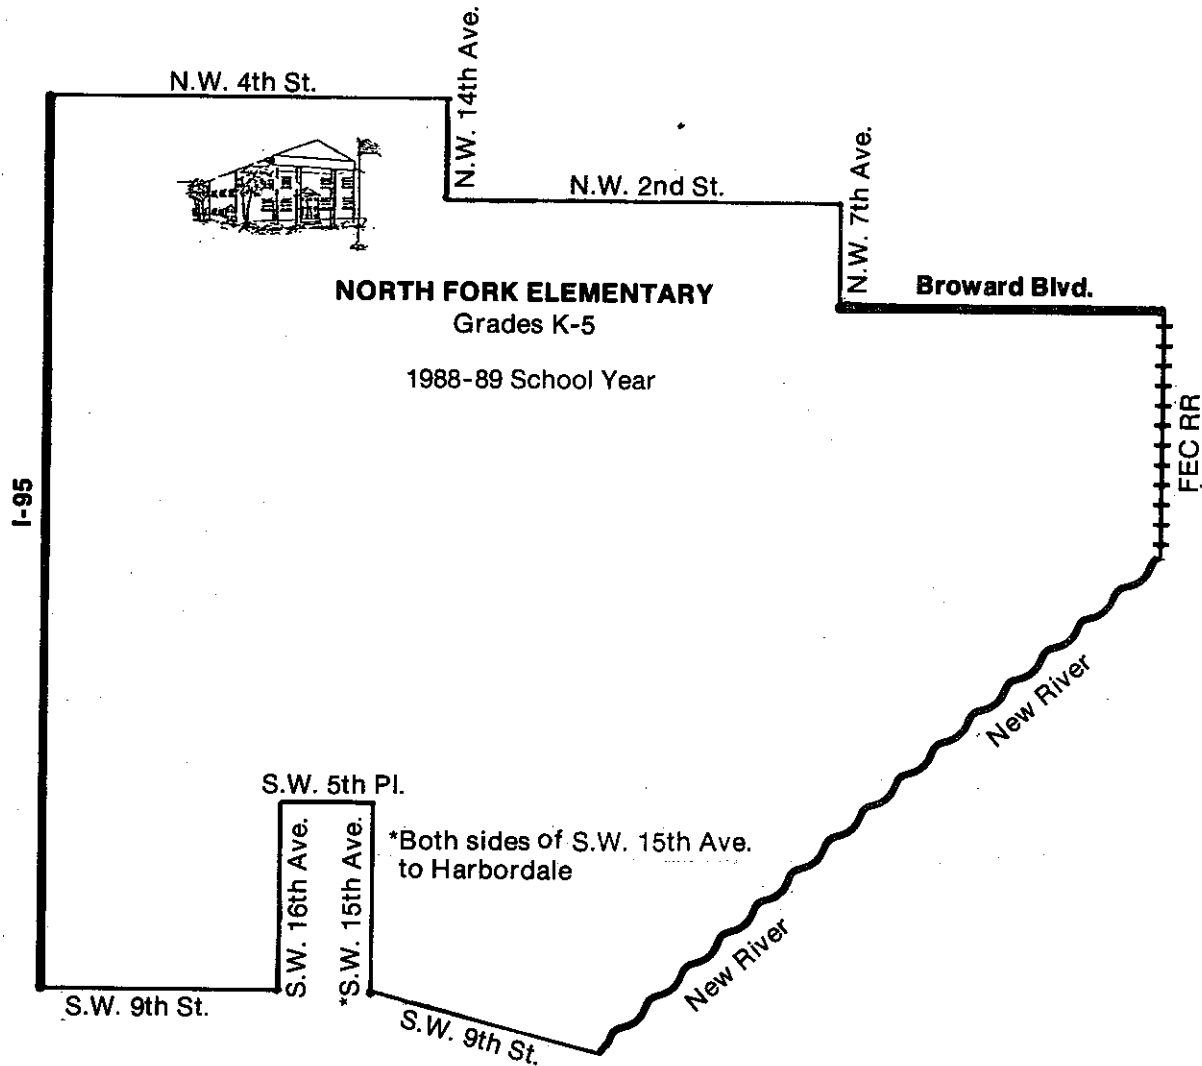 N.W. 4th St.
N.W. 14th Ave.
N.W. 2nd St.
N.W. 7th Ave.
Broward Blvd.
NORTH FORK ELEMENTARY
Grades K-5
1988-89 School Year
I-95
FEC RR
New River
S.W. 5th Pl.
S.W. 16th Ave.
*S.W. 15th Ave.
*Both sides of S.W. 15th Ave.
to Harbordale
New River
S.W. 9th St.
S.W. 9th St.